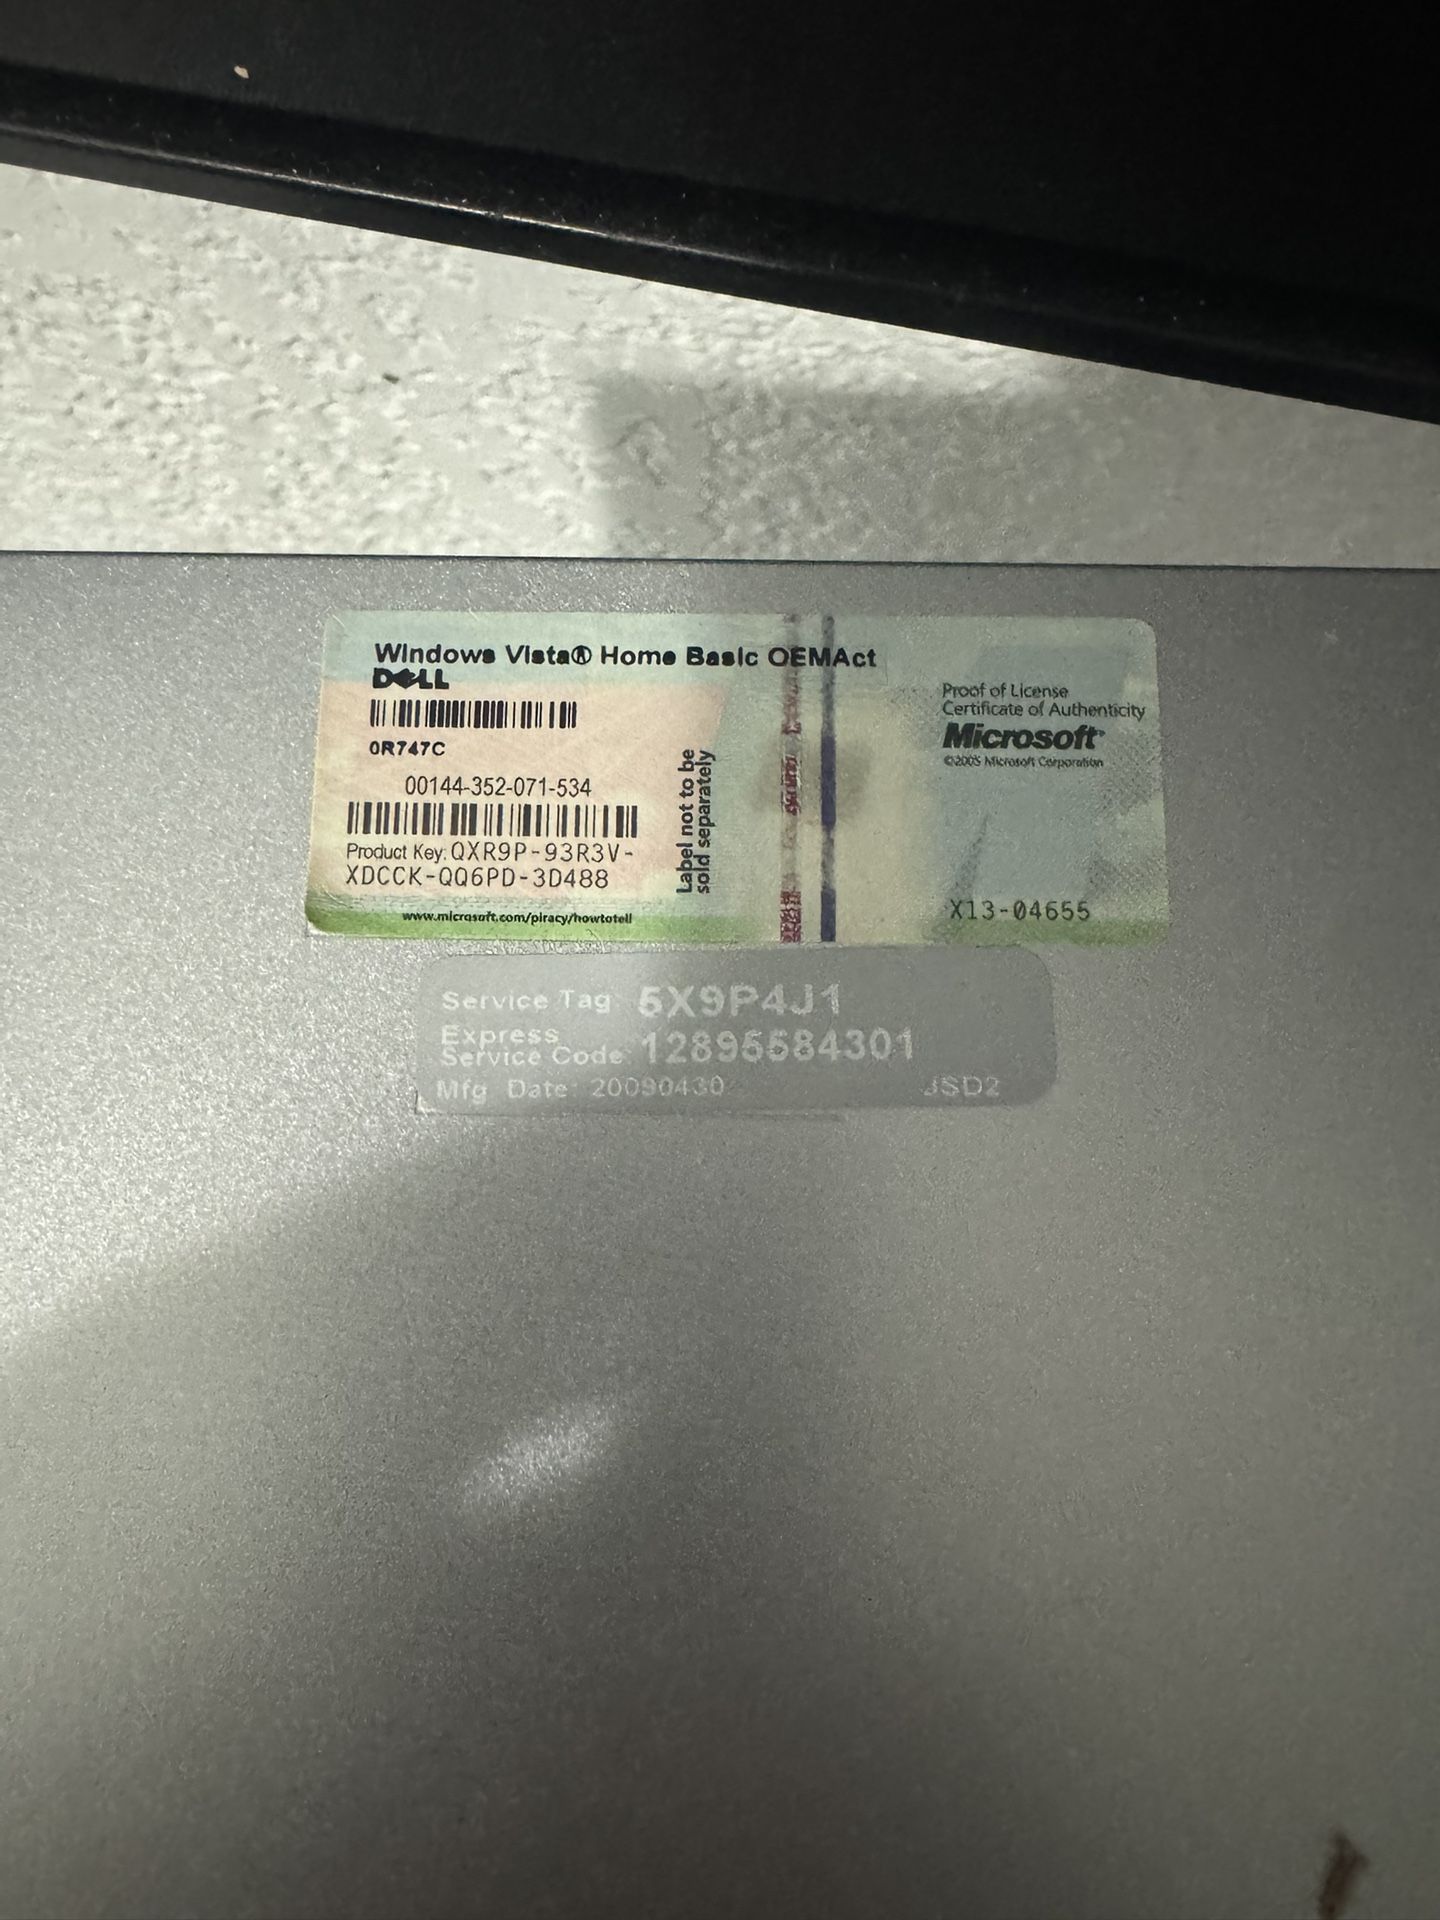 Windows Vista® Home Basic OEMAct
DELL
0R747C
00144-352-071-534
Product Key: QXR9P-93R3V-
XDCCK-QQ6PD-3D488
www.microsoft.com/piracy/howtotell
Label not to be
sold separately
Proof of License
Certificate of Authenticity
Microsoft®
©2005 Microsoft Corporation
X13-04655
Service Tag: 5X9P4J1
Express
Service Code: 12895584301
Mfg Date: 20090430 JSD2